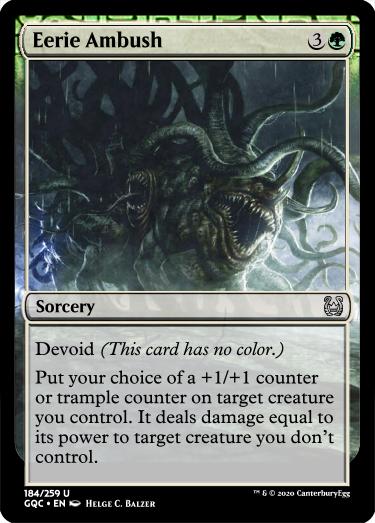 Eerie Ambush 3
Sorcery
Devoid (This card has no color.)
Put your choice of a +1/+1 counter
or trample counter on target creature
you control. It deals damage equal to
its power to target creature you don't
control.
184/259 U
GQC • EN Helge C. Balzer
™ & © 2020 CanterburyEgg